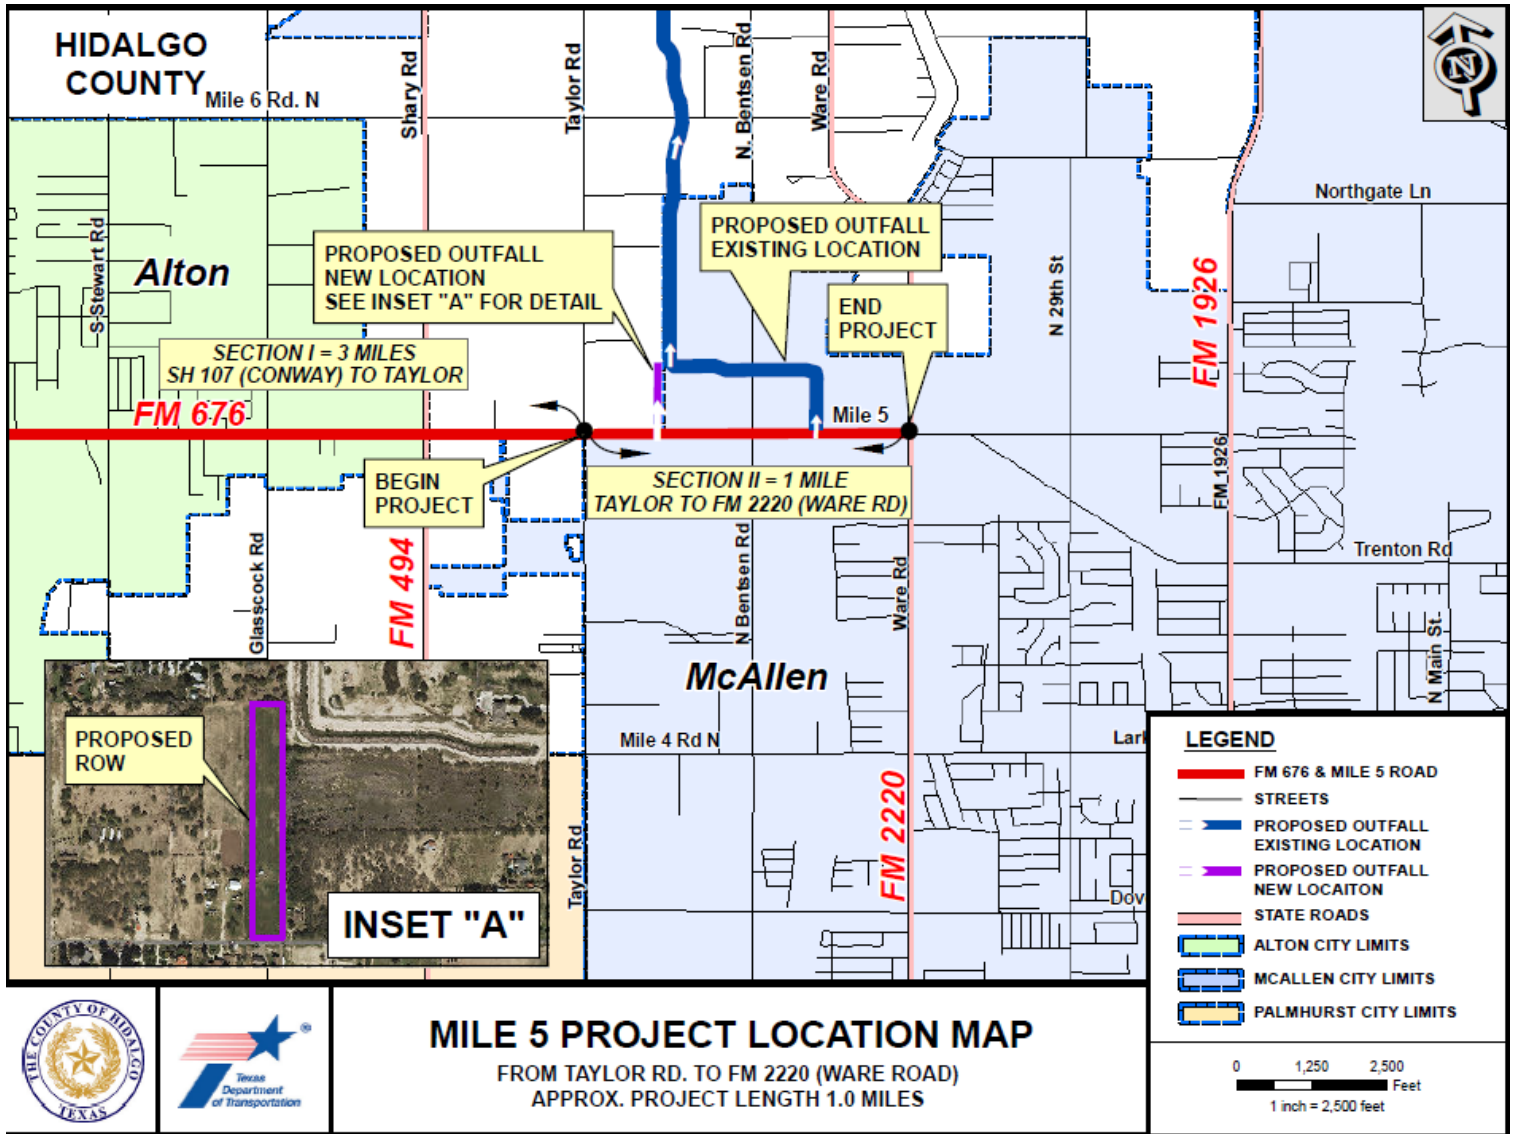 HIDALGO
COUNTY
Mile 6 Rd. N
Shary Rd
Taylor Rd
N. Bentsen Rd
Ware Rd
N
Northgate Ln
S Stewart Rd
Alton
PROPOSED OUTFALL
NEW LOCATION
SEE INSET "A" FOR DETAIL
PROPOSED OUTFALL
EXISTING LOCATION
END
PROJECT
N 29th St
FM 1926
SECTION I = 3 MILES
SH 107 (CONWAY) TO TAYLOR
FM 676
Mile 5
BEGIN
PROJECT
SECTION II = 1 MILE
TAYLOR TO FM 2220 (WARE RD)
FM 1926
Glasscock Rd
FM 494
N Bentsen Rd
Ware Rd
Trenton Rd
N Main St.
McAllen
PROPOSED
ROW
Mile 4 Rd N
Lark
Taylor Rd
FM 2220
Dov
INSET "A"
LEGEND
FM 676 & MILE 5 ROAD
STREETS
PROPOSED OUTFALL
EXISTING LOCATION
PROPOSED OUTFALL
NEW LOCAITON
STATE ROADS
ALTON CITY LIMITS
MCALLEN CITY LIMITS
PALMHURST CITY LIMITS
0 1,250 2,500
Feet
1 inch = 2,500 feet
THE COUNTY OF HIDALGO
TEXAS
®
Texas
Department
of Transportation
MILE 5 PROJECT LOCATION MAP
FROM TAYLOR RD. TO FM 2220 (WARE ROAD)
APPROX. PROJECT LENGTH 1.0 MILES